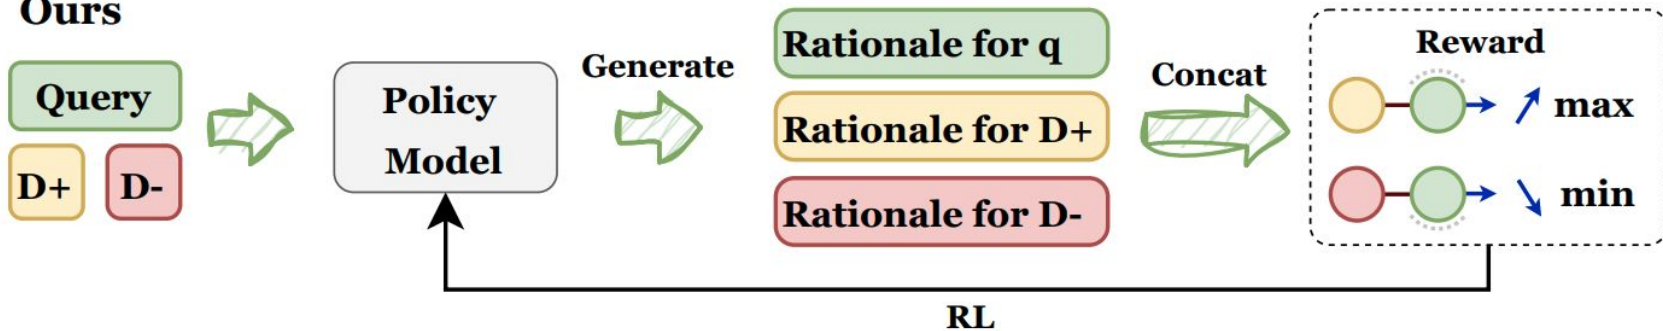 Ours
Query
D+
D-
Policy
Model
Generate
Rationale for q
Rationale for D+
Rationale for D-
Concat
Reward
max
min
RL